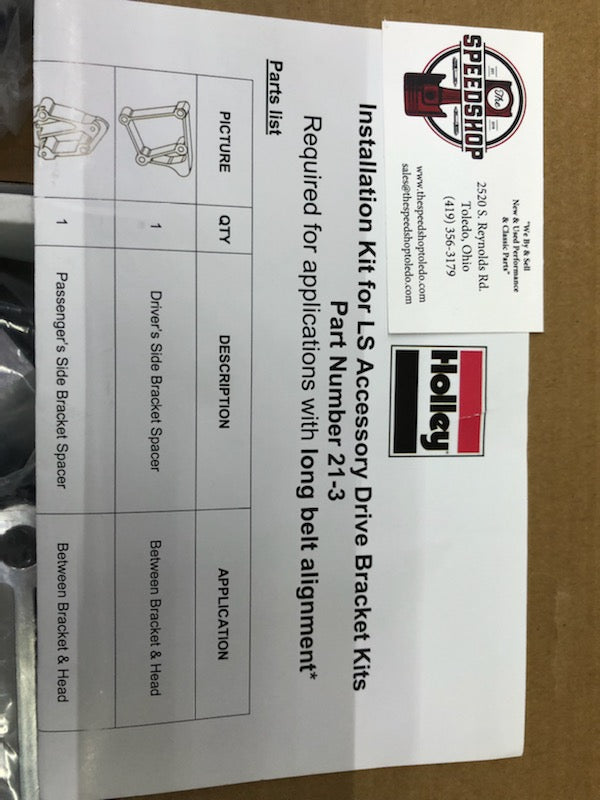 The
SPEEDSHOP
"We By & Sell
New & Used Performance
& Classic Parts"
2520 S. Reynolds Rd.
Toledo, Ohio
(419) 356-3179
www.thespeedshoptoledo.com
sales@thespeedshoptoledo.com
Holley
Installation Kit for LS Accessory Drive Bracket Kits
Part Number 21-3
Required for applications with long belt alignment*
Parts list
PICTURE QTY DESCRIPTION APPLICATION
1 Driver's Side Bracket Spacer Between Bracket & Head
1 Passenger's Side Bracket Spacer Between Bracket & Head